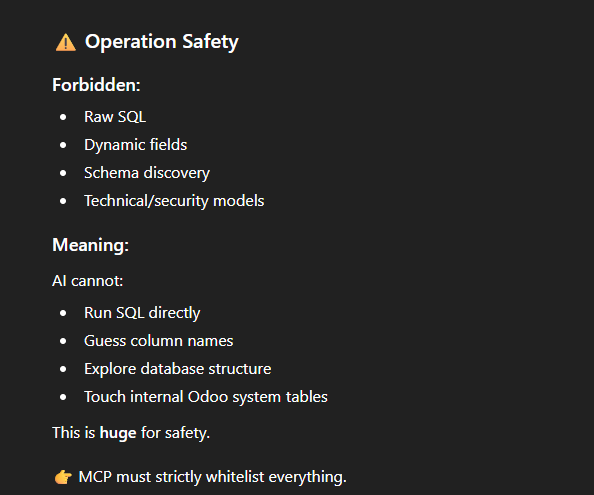 ⚠️ Operation Safety
Forbidden:
• Raw SQL
• Dynamic fields
• Schema discovery
• Technical/security models
Meaning:
AI cannot:
• Run SQL directly
• Guess column names
• Explore database structure
• Touch internal Odoo system tables
This is huge for safety.
👉 MCP must strictly whitelist everything.